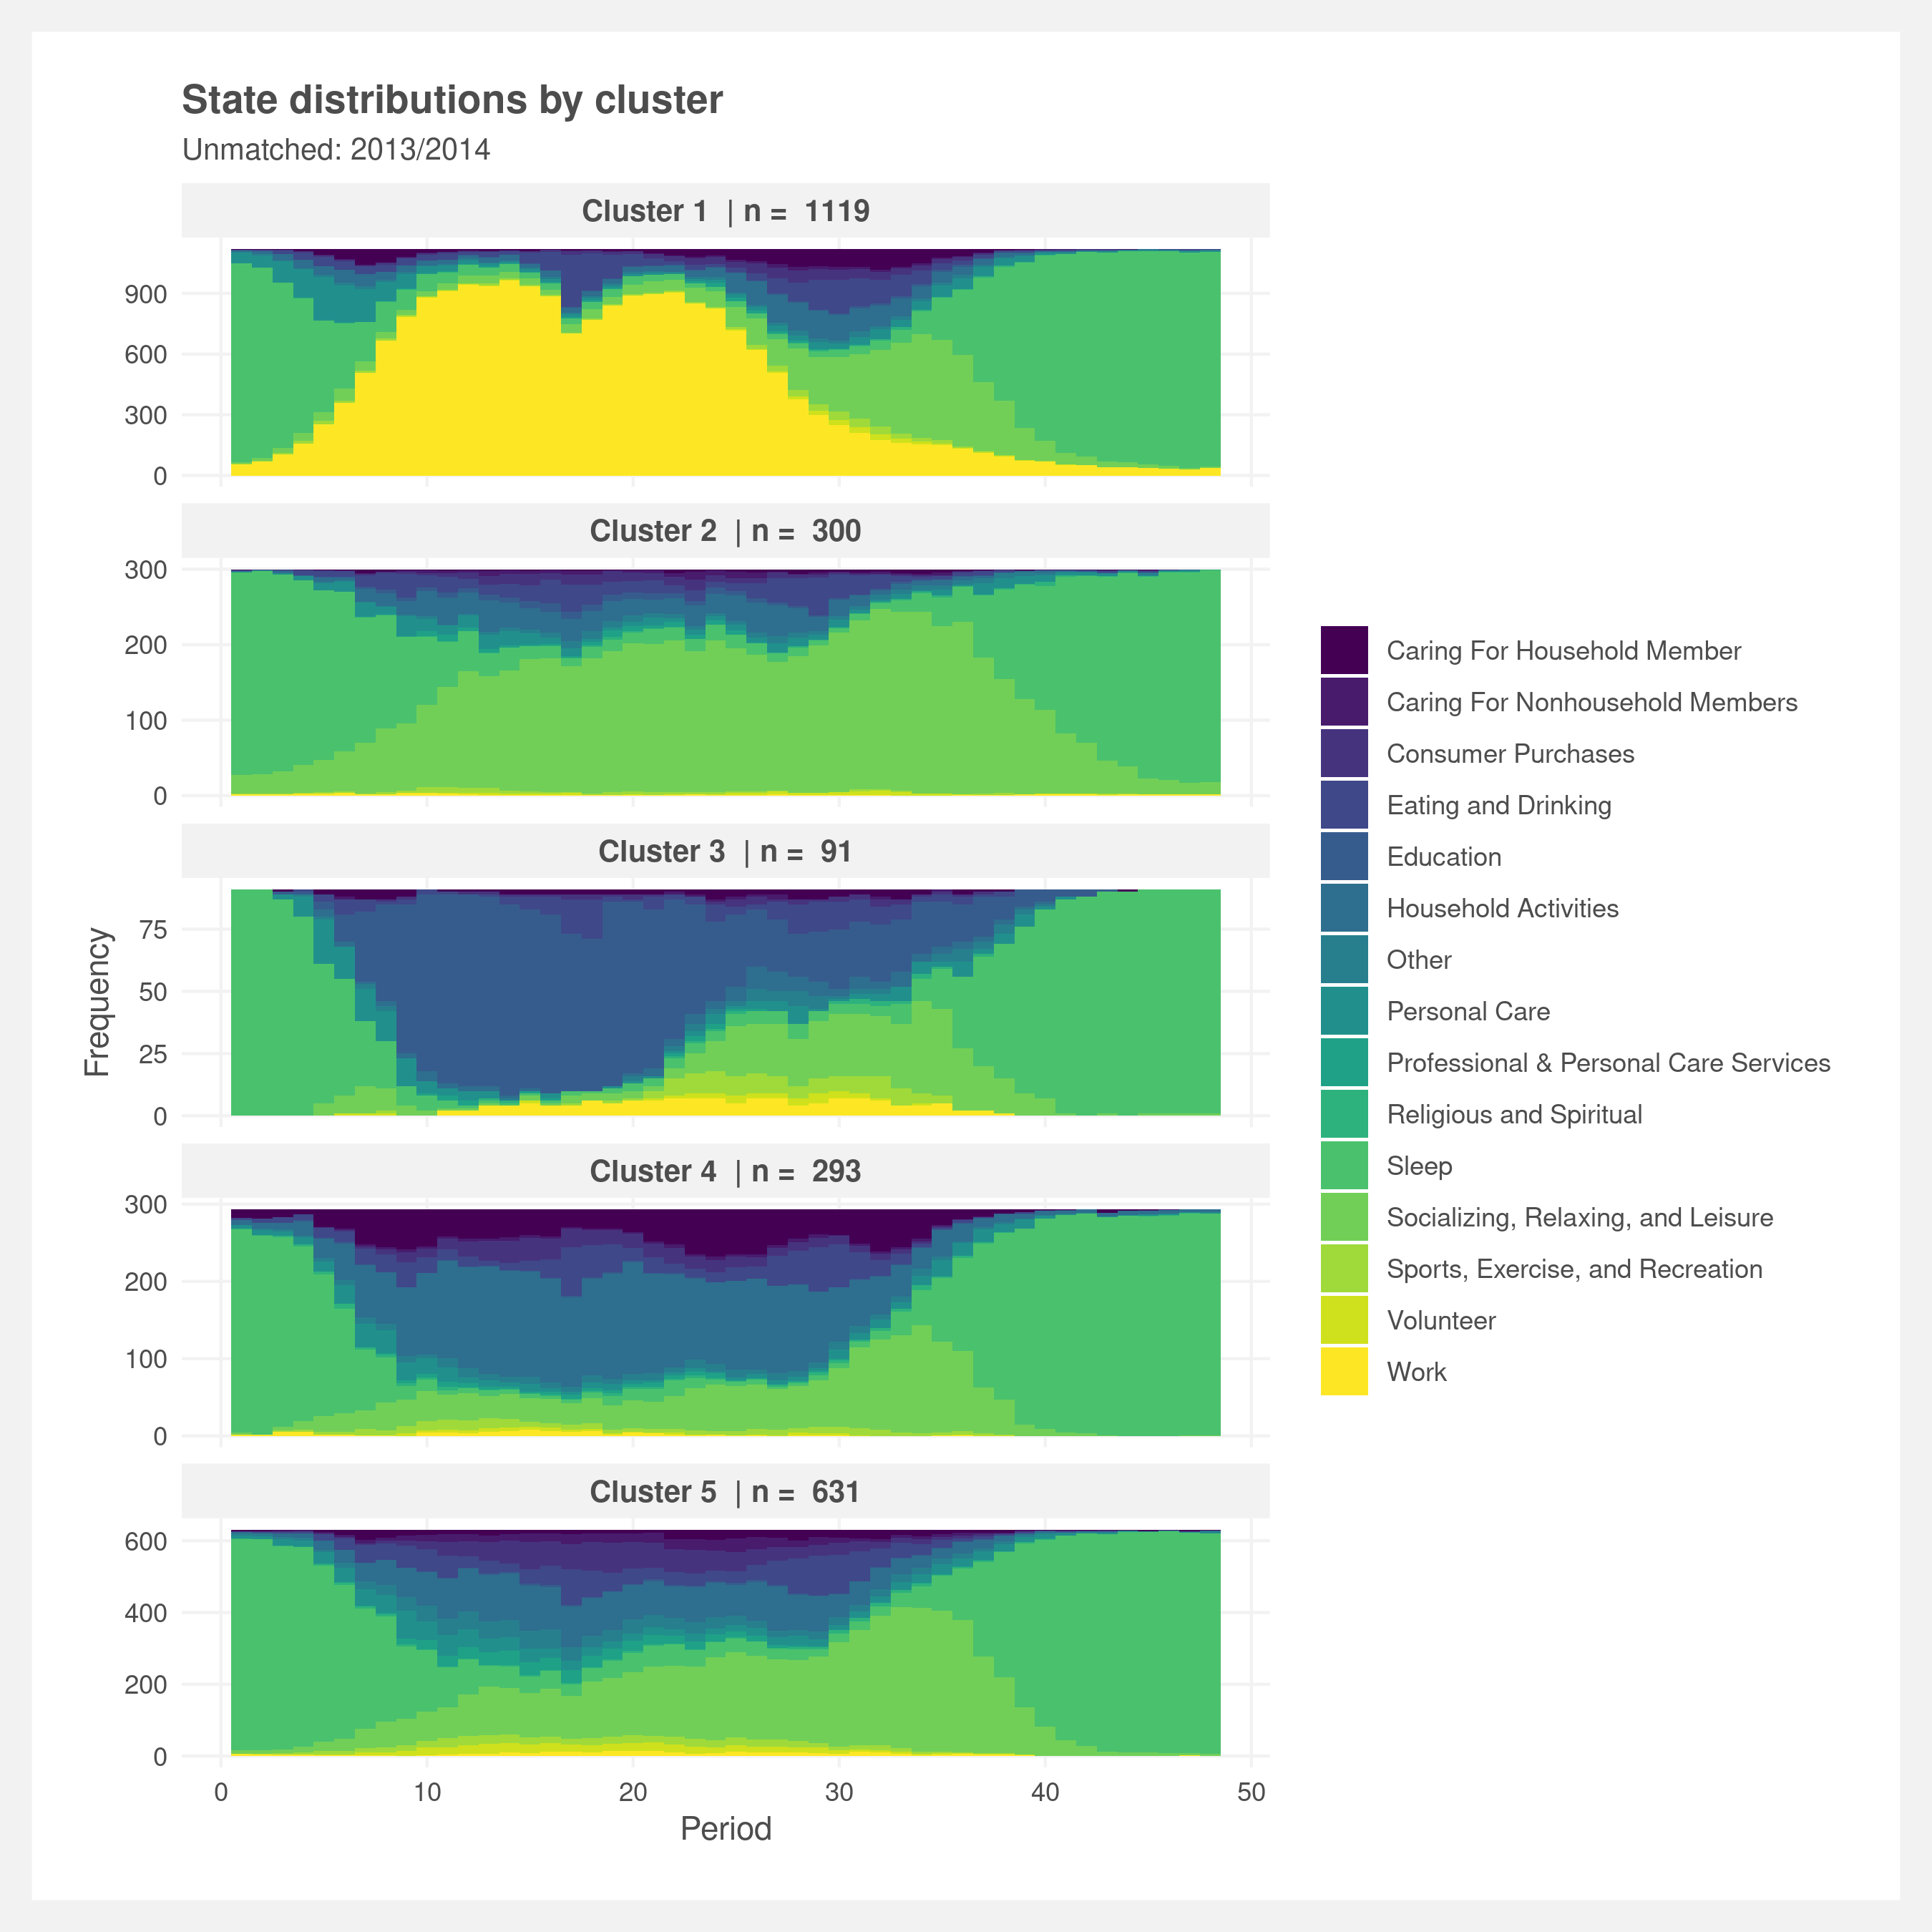 State distributions by cluster
Unmatched: 2013/2014
Cluster 1 | n = 1119
900
600
300
0
Cluster 2 | n = 300
300
200
100
0
Cluster 3 | n = 91
75
50
25
0
Cluster 4 | n = 293
300
200
100
0
Cluster 5 | n = 631
600
400
200
0
0 10 20 30 40 50
Period
Frequency
Caring For Household Member
Caring For Nonhousehold Members
Consumer Purchases
Eating and Drinking
Education
Household Activities
Other
Personal Care
Professional & Personal Care Services
Religious and Spiritual
Sleep
Socializing, Relaxing, and Leisure
Sports, Exercise, and Recreation
Volunteer
Work